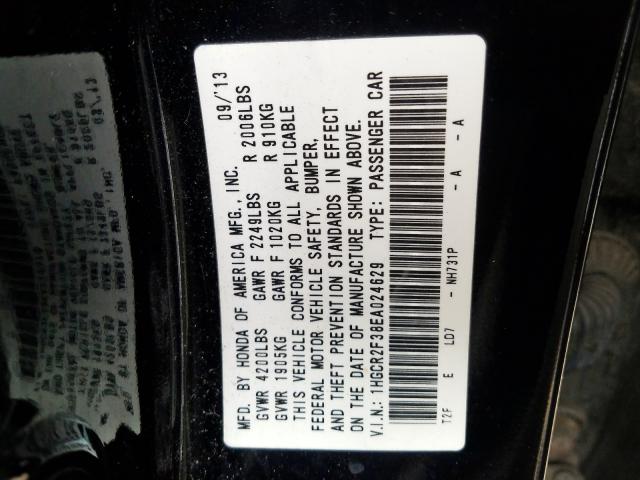 MFD. BY HONDA OF AMERICA MFG., INC. 09/'13
GVWR 4200LBS GAWR F 2249LBS R 2006LBS
GVWR 1905KG GAWR F 1020KG R 910KG
THIS VEHICLE CONFORMS TO ALL APPLICABLE
FEDERAL MOTOR VEHICLE SAFETY, BUMPER,
AND THEFT PREVENTION STANDARDS IN EFFECT
ON THE DATE OF MANUFACTURE SHOWN ABOVE.
V.I.N.: 1HGCR2F38EA024629 TYPE: PASSENGER CAR
T2F E LD7 - NH731P - A - A